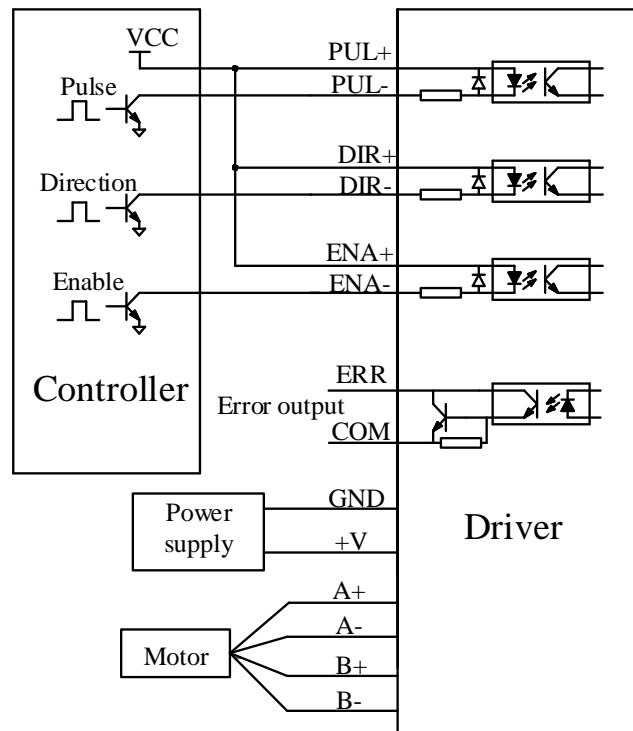 VCC
PUL+
Pulse
PUL-
DIR+
Direction
DIR-
ENA+
Enable
ENA-
Controller
ERR
Error output
COM
GND
Power
supply
+V
Driver
A+
A-
Motor
B+
B-